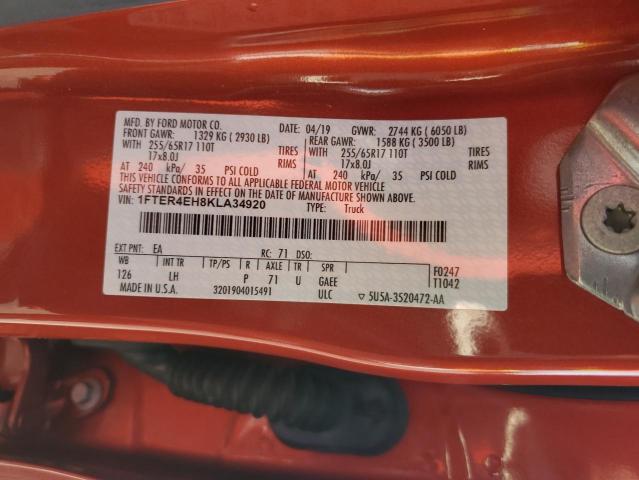 MFD. BY FORD MOTOR CO. 04/19 GVWR: 2744 KG ( 6050 LB)
FRONT GAWR: 1329 KG ( 2930 LB) REAR GAWR: 1588 KG ( 3500 LB)
WITH 255/65R17 110T TIRES WITH 255/65R17 110T TIRES
17x8.0J RIMS 17x8.0J RIMS
AT 240 kPa/ 35 PSI COLD AT 240 kPa/ 35 PSI COLD
THIS VEHICLE CONFORMS TO ALL APPLICABLE FEDERAL MOTOR VEHICLE
SAFETY STANDARDS IN EFFECT ON THE DATE OF MANUFACTURE SHOWN ABOVE.
VIN: 1FTER4EH8KLA34920 TYPE: Truck
EXT PNT: EA RC: 71 DSO:
WB INT TR TP/PS R AXLE TR SPR F0247
126 LH P 71 U GAEE T1042
MADE IN U.S.A. 3201904015491 ULC ▽ 5U5A-3520472-AA